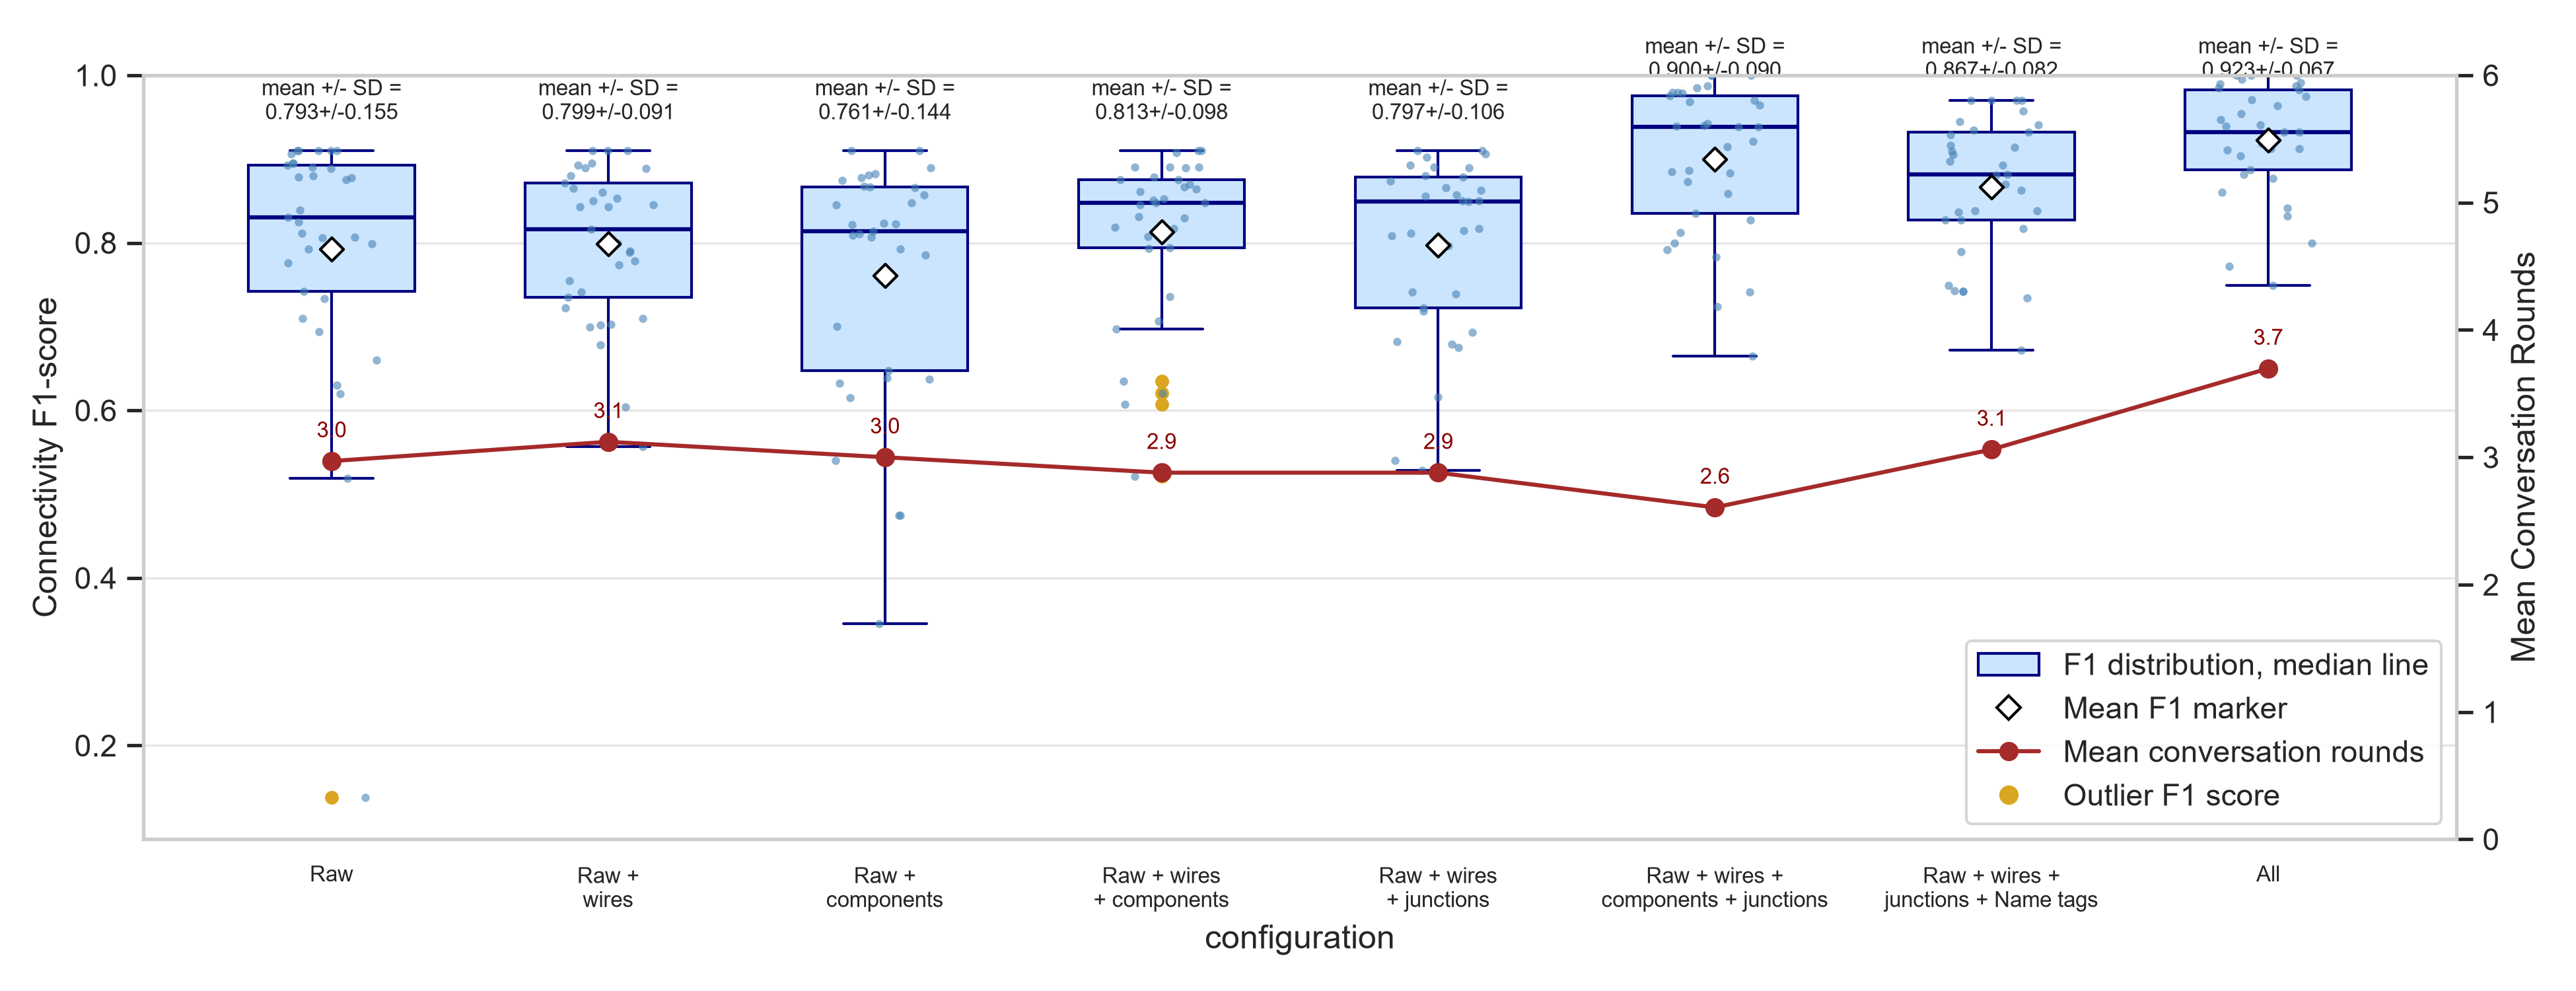 mean +/- SD =
0.793+/-0.155
mean +/- SD =
0.799+/-0.091
mean +/- SD =
0.761+/-0.144
mean +/- SD =
0.813+/-0.098
mean +/- SD =
0.797+/-0.106
mean +/- SD =
0.900+/-0.090
mean +/- SD =
0.867+/-0.082
mean +/- SD =
0.923+/-0.067
Connectivity F1-score
1.0
0.8
0.6
0.4
0.2
3.0
3.1
3.0
2.9
2.9
2.6
3.1
3.7
6
5
4
3
2
1
0
Mean Conversation Rounds
F1 distribution, median line
Mean F1 marker
Mean conversation rounds
Outlier F1 score
Raw
Raw +
wires
Raw +
components
Raw + wires
+ components
Raw + wires
+ junctions
Raw + wires +
components + junctions
Raw + wires +
junctions + Name tags
All
configuration